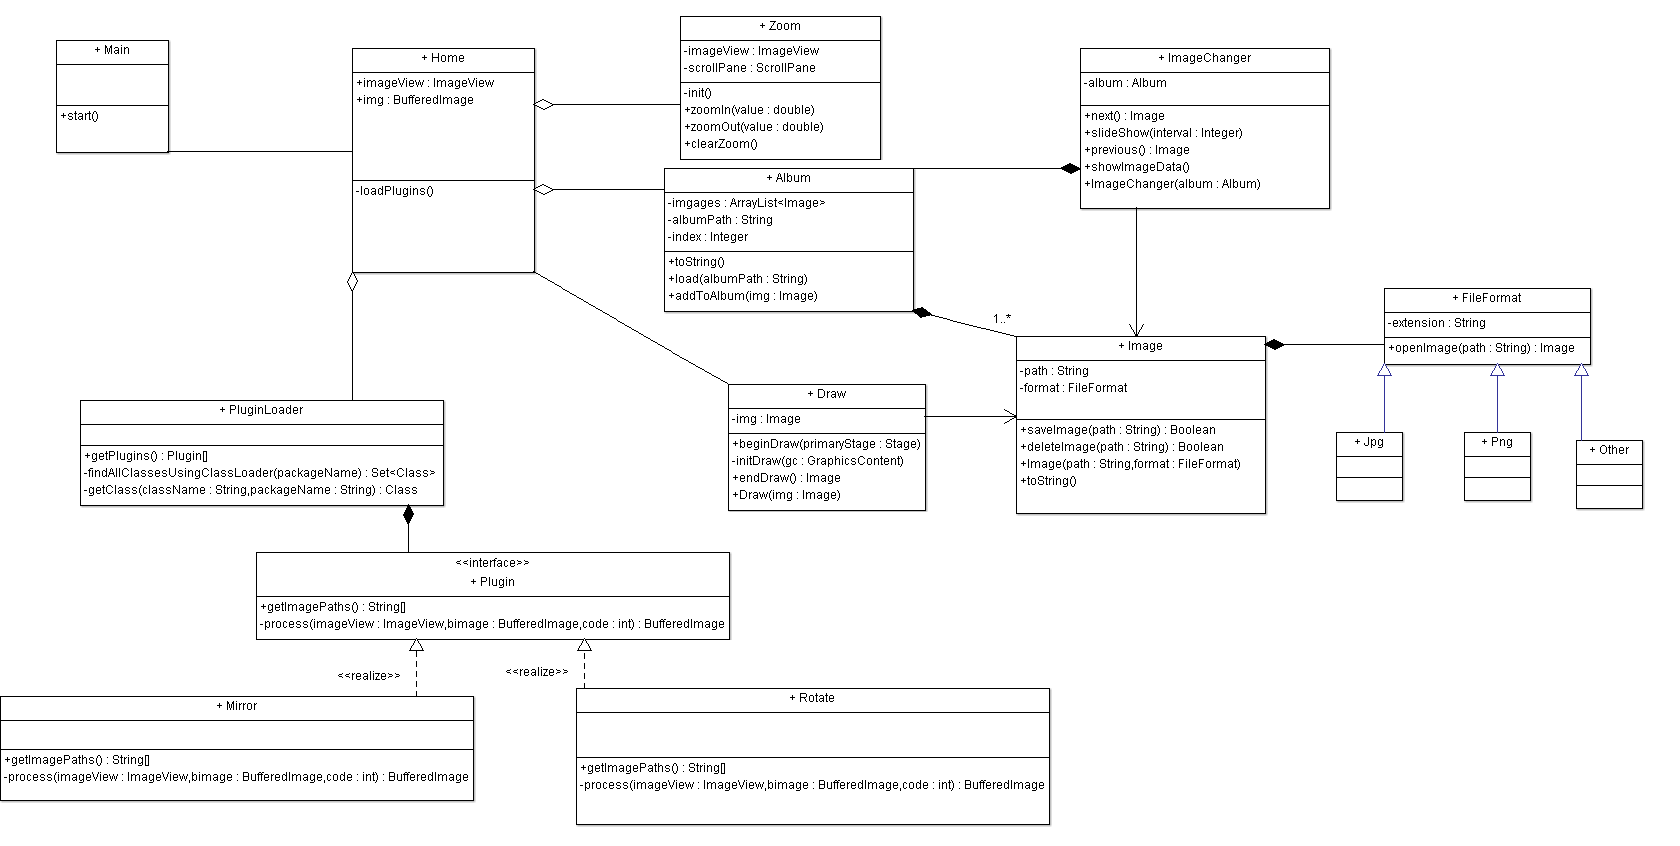 + Main
+start()
+ Home
+imageView : ImageView
+img : BufferedImage
-loadPlugins()
+ Zoom
-imageView : ImageView
-scrollPane : ScrollPane
-init()
+zoomIn(value : double)
+zoomOut(value : double)
+clearZoom()
+ ImageChanger
-album : Album
+next() : Image
+slideShow(interval : Integer)
+previous() : Image
+showImageData()
+ImageChanger(album : Album)
+ Album
-imgages : ArrayList<Image>
-albumPath : String
-index : Integer
+toString()
+load(albumPath : String)
+addToAlbum(img : Image)
1..*
+ FileFormat
-extension : String
+openImage(path : String) : Image
+ Image
-path : String
-format : FileFormat
+saveImage(path : String) : Boolean
+deleteImage(path : String) : Boolean
+Image(path : String,format : FileFormat)
+toString()
+ Draw
-img : Image
+beginDraw(primaryStage : Stage)
-initDraw(gc : GraphicsContent)
+endDraw() : Image
+Draw(img : Image)
+ Jpg
+ Png
+ Other
+ PluginLoader
+getPlugins() : Plugin[]
-findAllClassesUsingClassLoader(packageName) : Set<Class>
-getClass(className : String,packageName : String) : Class
<<interface>>
+ Plugin
+getImagePaths() : String[]
-process(imageView : ImageView,bimage : BufferedImage,code : int) : BufferedImage
<<realize>>
<<realize>>
+ Mirror
+getImagePaths() : String[]
-process(imageView : ImageView,bimage : BufferedImage,code : int) : BufferedImage
+ Rotate
+getImagePaths() : String[]
-process(imageView : ImageView,bimage : BufferedImage,code : int) : BufferedImage